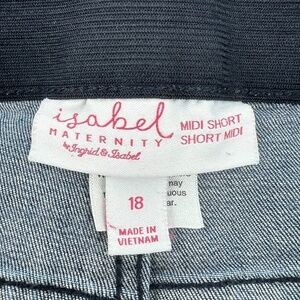 isabel MIDI SHORT
MATERNITY SHORT MIDI
by Ingrid & Isabel
18
may
uous
ar.
MADE IN
VIETNAM